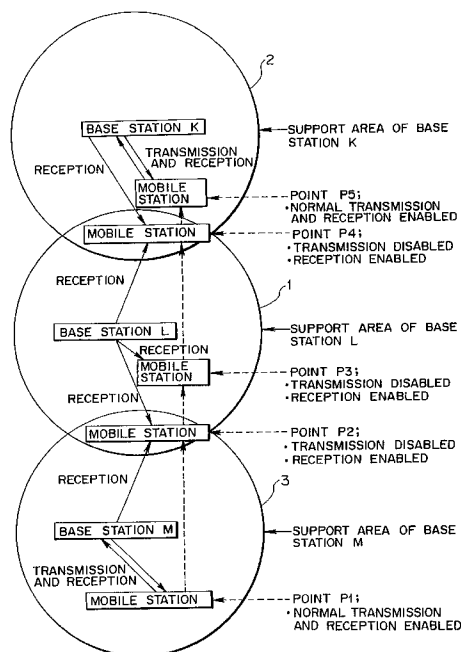 2
BASE STATION K
SUPPORT AREA OF BASE
STATION K
RECEPTION
TRANSMISSION
AND RECEPTION
MOBILE
STATION
POINT P5;
•NORMAL TRANSMISSION
AND RECEPTION ENABLED
MOBILE STATION
POINT P4;
•TRANSMISSION DISABLED
•RECEPTION ENABLED
RECEPTION
1
BASE STATION L
SUPPORT AREA OF BASE
STATION L
RECEPTION
MOBILE
STATION
POINT P3;
•TRANSMISSION DISABLED
•RECEPTION ENABLED
RECEPTION
MOBILE STATION
POINT P2;
•TRANSMISSION DISABLED
•RECEPTION ENABLED
RECEPTION
3
BASE STATION M
SUPPORT AREA OF BASE
STATION M
TRANSMISSION
AND RECEPTION
MOBILE STATION
POINT P1;
•NORMAL TRANSMISSION
AND RECEPTION ENABLED